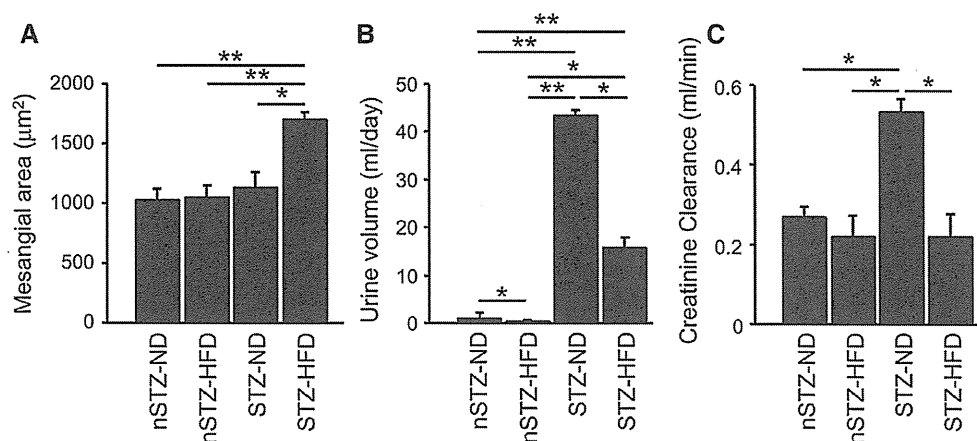 A
**
**
*
Mesangial area (μm²)
2000
1500
1000
500
0
nSTZ-ND
nSTZ-HFD
STZ-ND
STZ-HFD
B
**
**
*
**
*
*
Urine volume (ml/day)
50
40
30
20
10
0
nSTZ-ND
nSTZ-HFD
STZ-ND
STZ-HFD
C
*
*
*
Creatinine Clearance (ml/min)
0.6
0.4
0.2
0
nSTZ-ND
nSTZ-HFD
STZ-ND
STZ-HFD